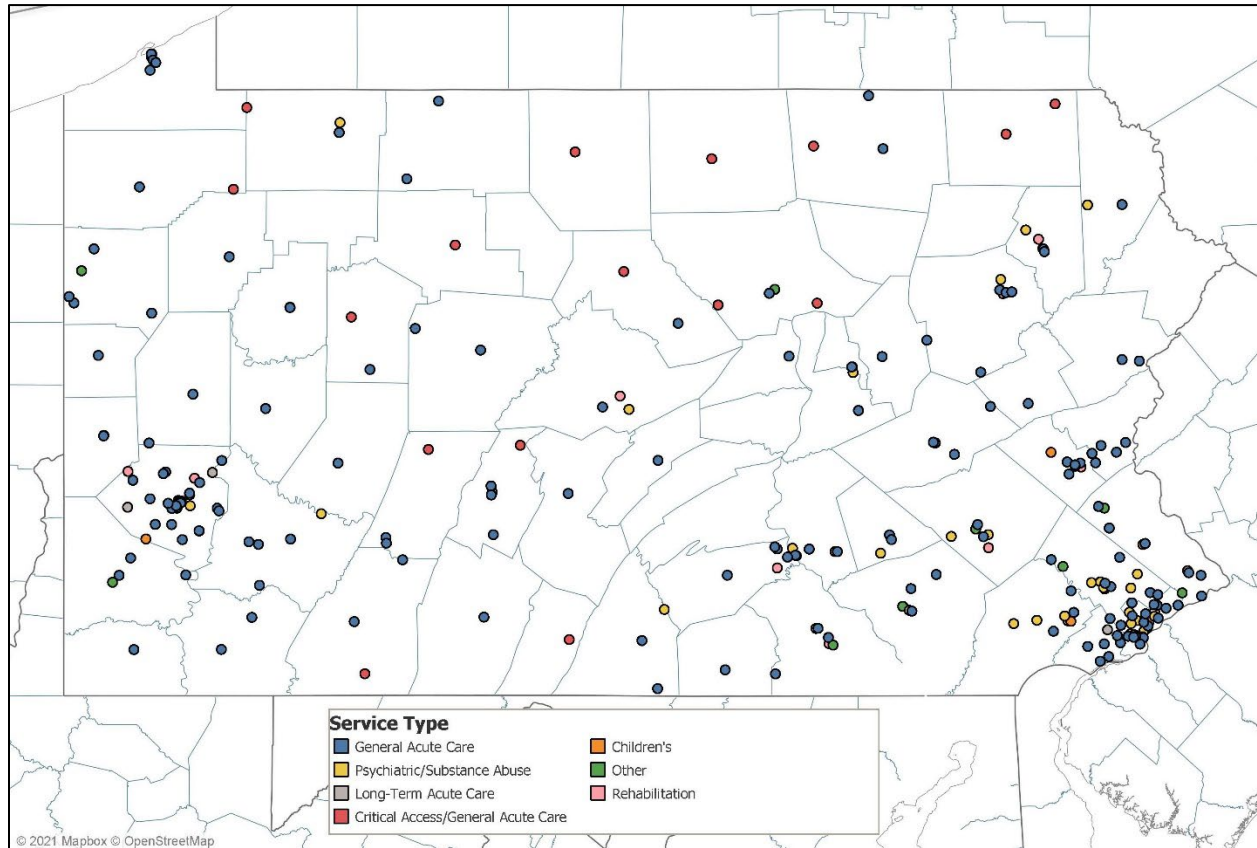 Service Type
General Acute Care
Psychiatric/Substance Abuse
Long-Term Acute Care
Critical Access/General Acute Care
Children's
Other
Rehabilitation
© 2021 Mapbox © OpenStreetMap